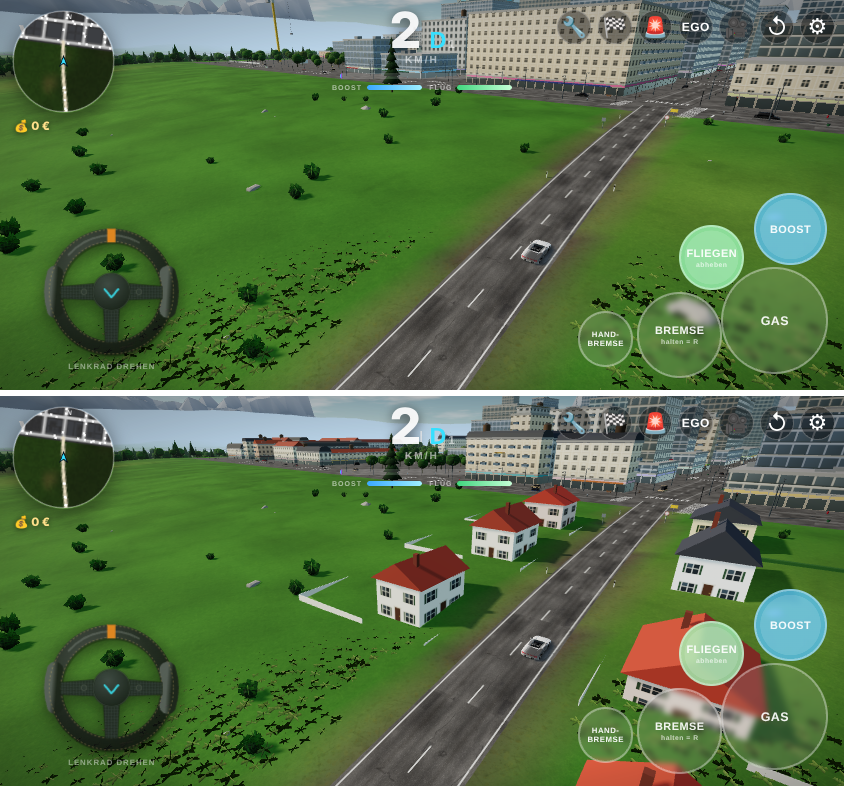 2 D
KM/H
BOOST FLUG
EGO
N
💰 0 €
BOOST
FLIEGEN
abheben
GAS
HAND-
BREMSE
BREMSE
halten = R
LENKRAD DREHEN
2 D
KM/H
BOOST FLUG
EGO
N
💰 0 €
BOOST
FLIEGEN
abheben
GAS
HAND-
BREMSE
BREMSE
halten = R
LENKRAD DREHEN